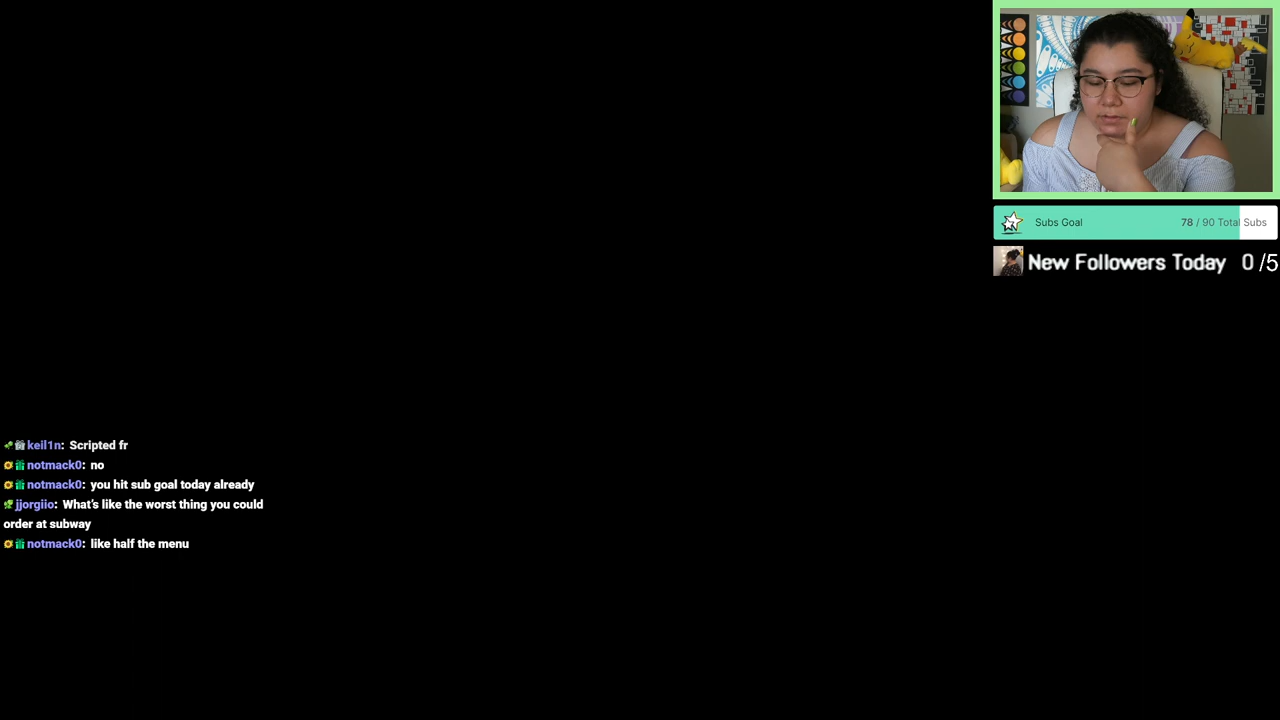 Subs Goal 78 / 90 Total Subs
New Followers Today 0 /5
keil1n: Scripted fr
notmack0: no
notmack0: you hit sub goal today already
jjorgiio: What's like the worst thing you could
order at subway
notmack0: like half the menu